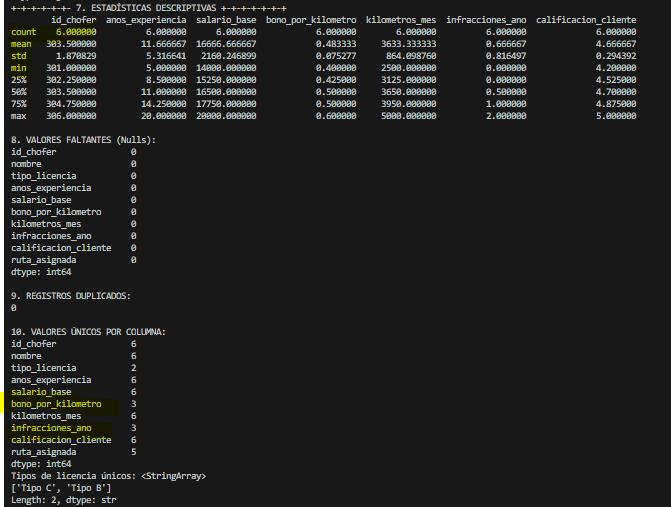 +-+-+-+-+-+- 7. ESTADÍSTICAS DESCRIPTIVAS +-+-+-+-+-+-+
id_chofer anos_experiencia salario_base bono_por_kilometro kilometros_mes infracciones_ano calificacion_cliente
count 6.000000 6.000000 6.000000 6.000000 6.000000 6.000000 6.000000
mean 303.500000 11.666667 16666.666667 0.483333 3633.333333 0.666667 4.666667
std 1.870829 5.316641 2160.246899 0.075277 864.098760 0.816497 0.294392
min 301.000000 5.000000 14000.000000 0.400000 2500.000000 0.000000 4.200000
25% 302.250000 8.500000 15250.000000 0.425000 3125.000000 0.000000 4.525000
50% 303.500000 11.000000 16500.000000 0.500000 3650.000000 0.500000 4.700000
75% 304.750000 14.250000 17750.000000 0.500000 3950.000000 1.000000 4.875000
max 306.000000 20.000000 20000.000000 0.600000 5000.000000 2.000000 5.000000
8. VALORES FALTANTES (Nulls):
id_chofer 0
nombre 0
tipo_licencia 0
anos_experiencia 0
salario_base 0
bono_por_kilometro 0
kilometros_mes 0
infracciones_ano 0
calificacion_cliente 0
ruta_asignada 0
dtype: int64
9. REGISTROS DUPLICADOS:
0
10. VALORES ÚNICOS POR COLUMNA:
id_chofer 6
nombre 6
tipo_licencia 2
anos_experiencia 6
salario_base 6
bono_por_kilometro 3
kilometros_mes 6
infracciones_ano 3
calificacion_cliente 6
ruta_asignada 5
dtype: int64
Tipos de licencia únicos: <StringArray>
['Tipo C', 'Tipo B']
Length: 2, dtype: str